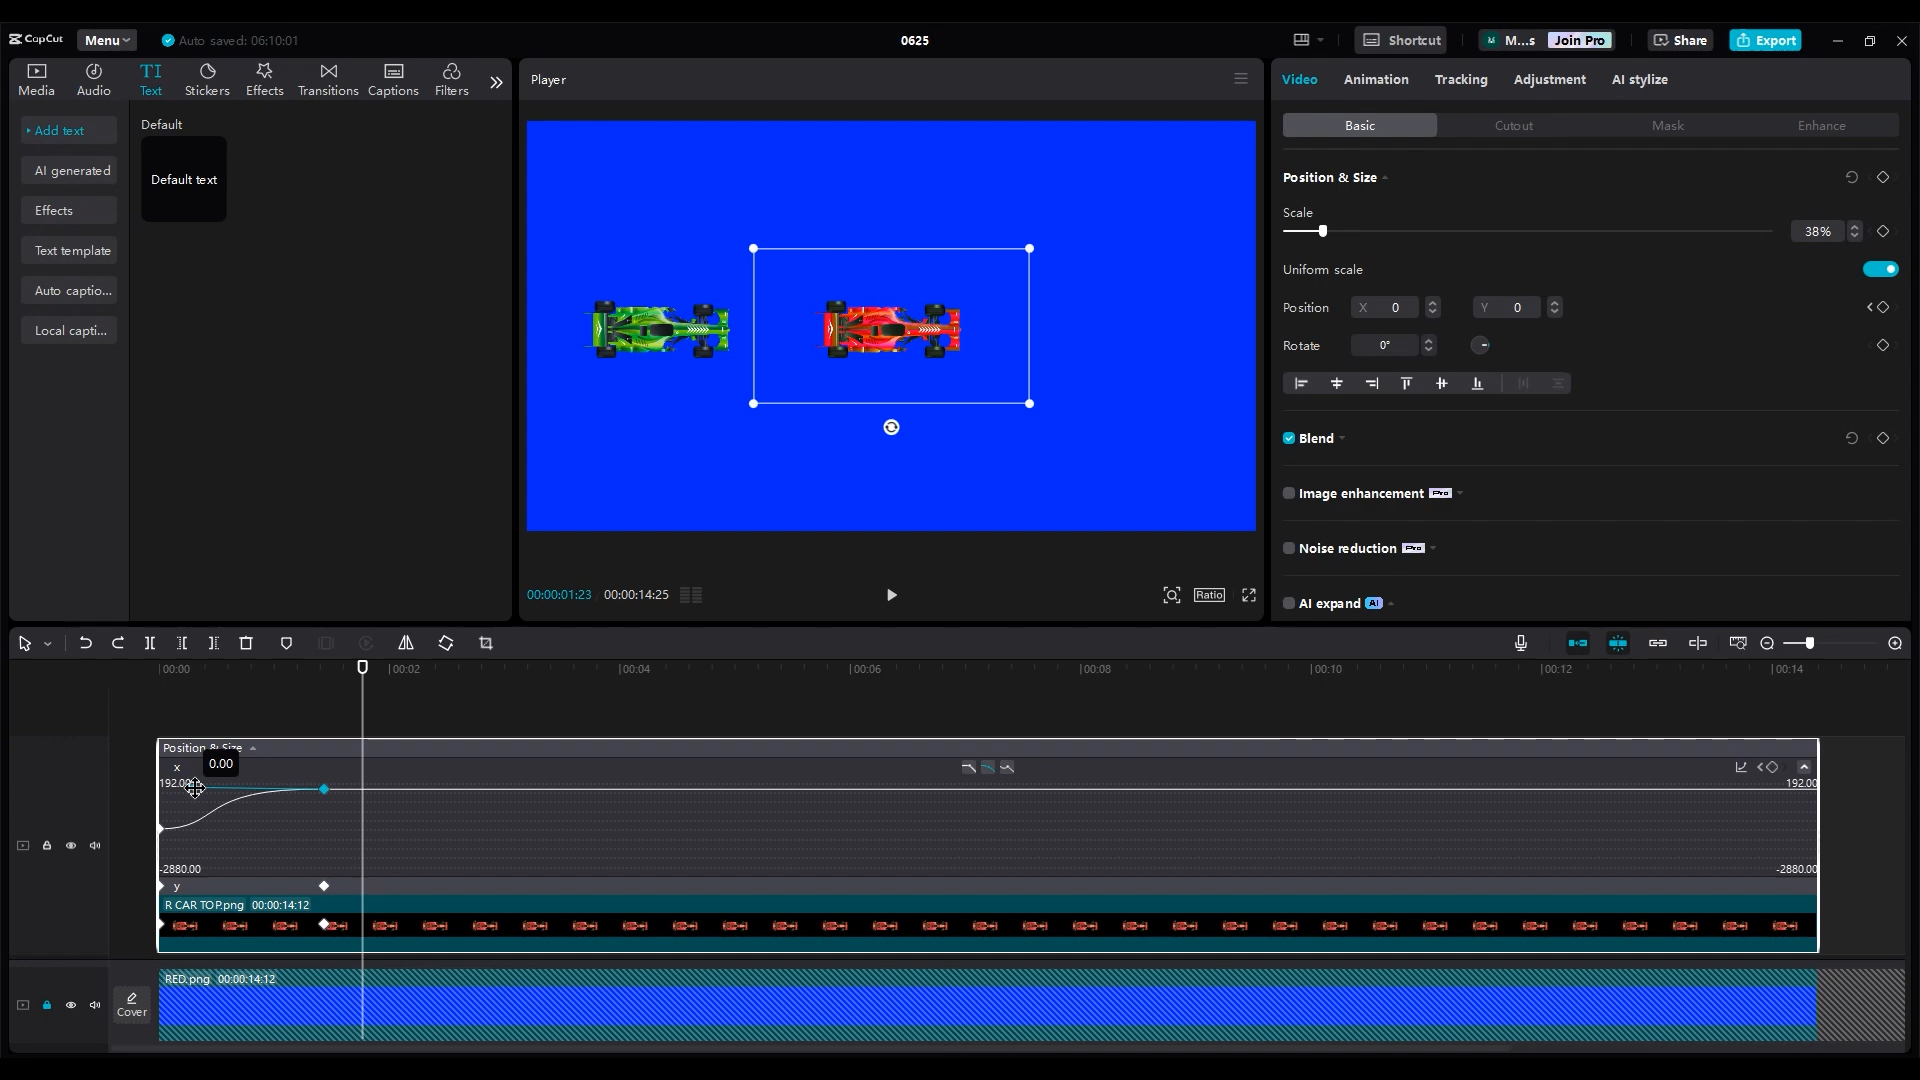 CapCut
Menu
Auto saved: 06:10:01
0625
Shortcut
M...s
Join Pro
Share
Export
Media
Audio
TI
Text
Stickers
Effects
Transitions
Captions
Filters
Add text
AI generated
Effects
Text template
Auto captio...
Local capti...
Default
Default text
Player
00:00:01:23
00:00:14:25
Ratio
Video
Animation
Tracking
Adjustment
AI stylize
Basic
Cutout
Mask
Enhance
Position & Size
Scale
38%
Uniform scale
Position
X 0
Y 0
Rotate
0°
Blend
Image enhancement Pro
Noise reduction Pro
AI expand AI
00:00
00:02
00:04
00:06
00:08
00:10
00:12
00:14
Position & Size
0.00
x
192.00
192.00
-2880.00
-2880.00
y
R CAR TOP.png 00:00:14:12
RED.png 00:00:14:12
Cover